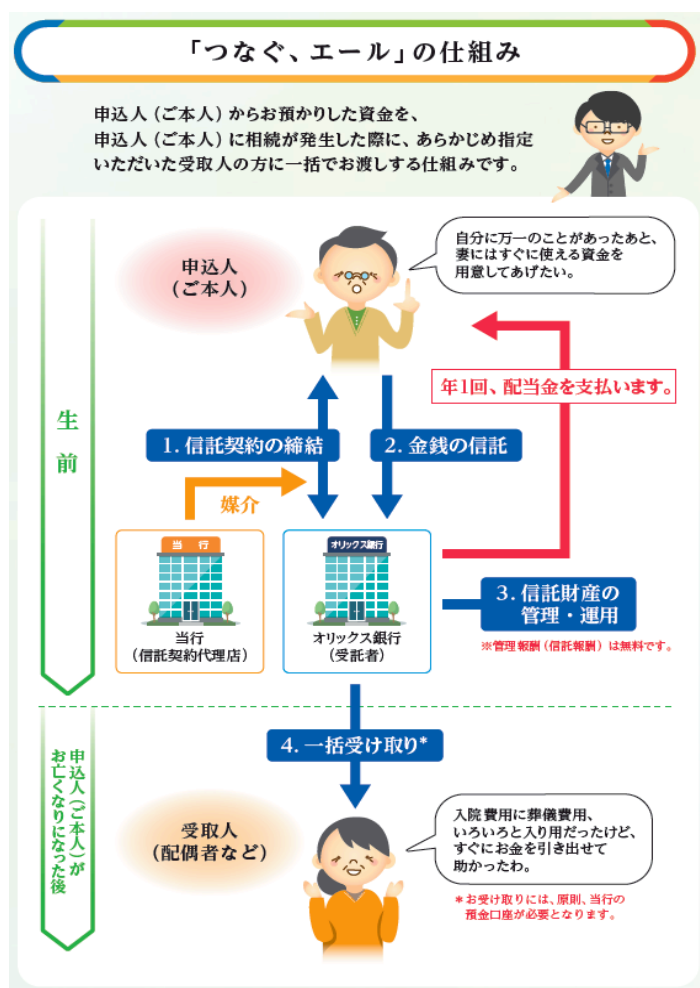 「つなぐ、エール」の仕組み
申込人（ご本人）からお預かりした資金を、
申込人（ご本人）に相続が発生した際に、あらかじめ指定
いただいた受取人の方に一括でお渡しする仕組みです。
生前
申込人
（ご本人）
自分に万一のことがあったあと、
妻にはすぐに使える資金を
用意してあげたい。
年1回、配当金を支払います。
1. 信託契約の締結
2. 金銭の信託
媒介
当行
オリックス銀行
当行
（信託契約代理店）
オリックス銀行
（受託者）
3. 信託財産の
管理・運用
※管理報酬（信託報酬）は無料です。
4. 一括受け取り*
申込人（ご本人）が
お亡くなりになった後
受取人
（配偶者など）
入院費用に葬儀費用、
いろいろと入り用だったけど、
すぐにお金を引き出せて
助かったわ。
*お受け取りには、原則、当行の
預金口座が必要となります。